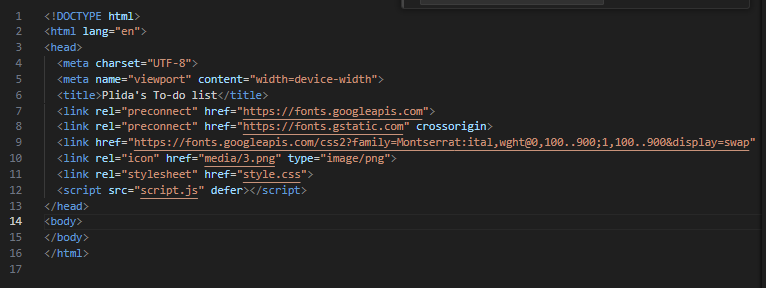 1 <!DOCTYPE html>
2 <html lang="en">
3 <head>
4 <meta charset="UTF-8">
5 <meta name="viewport" content="width=device-width">
6 <title>Plida's To-do list</title>
7 <link rel="preconnect" href="https://fonts.googleapis.com">
8 <link rel="preconnect" href="https://fonts.gstatic.com" crossorigin>
9 <link href="https://fonts.googleapis.com/css2?family=Montserrat:ital,wght@0,100..900;1,100..900&display=swap"
10 <link rel="icon" href="media/3.png" type="image/png">
11 <link rel="stylesheet" href="style.css">
12 <script src="script.js" defer></script>
13 </head>
14 <body>
15 </body>
16 </html>
17